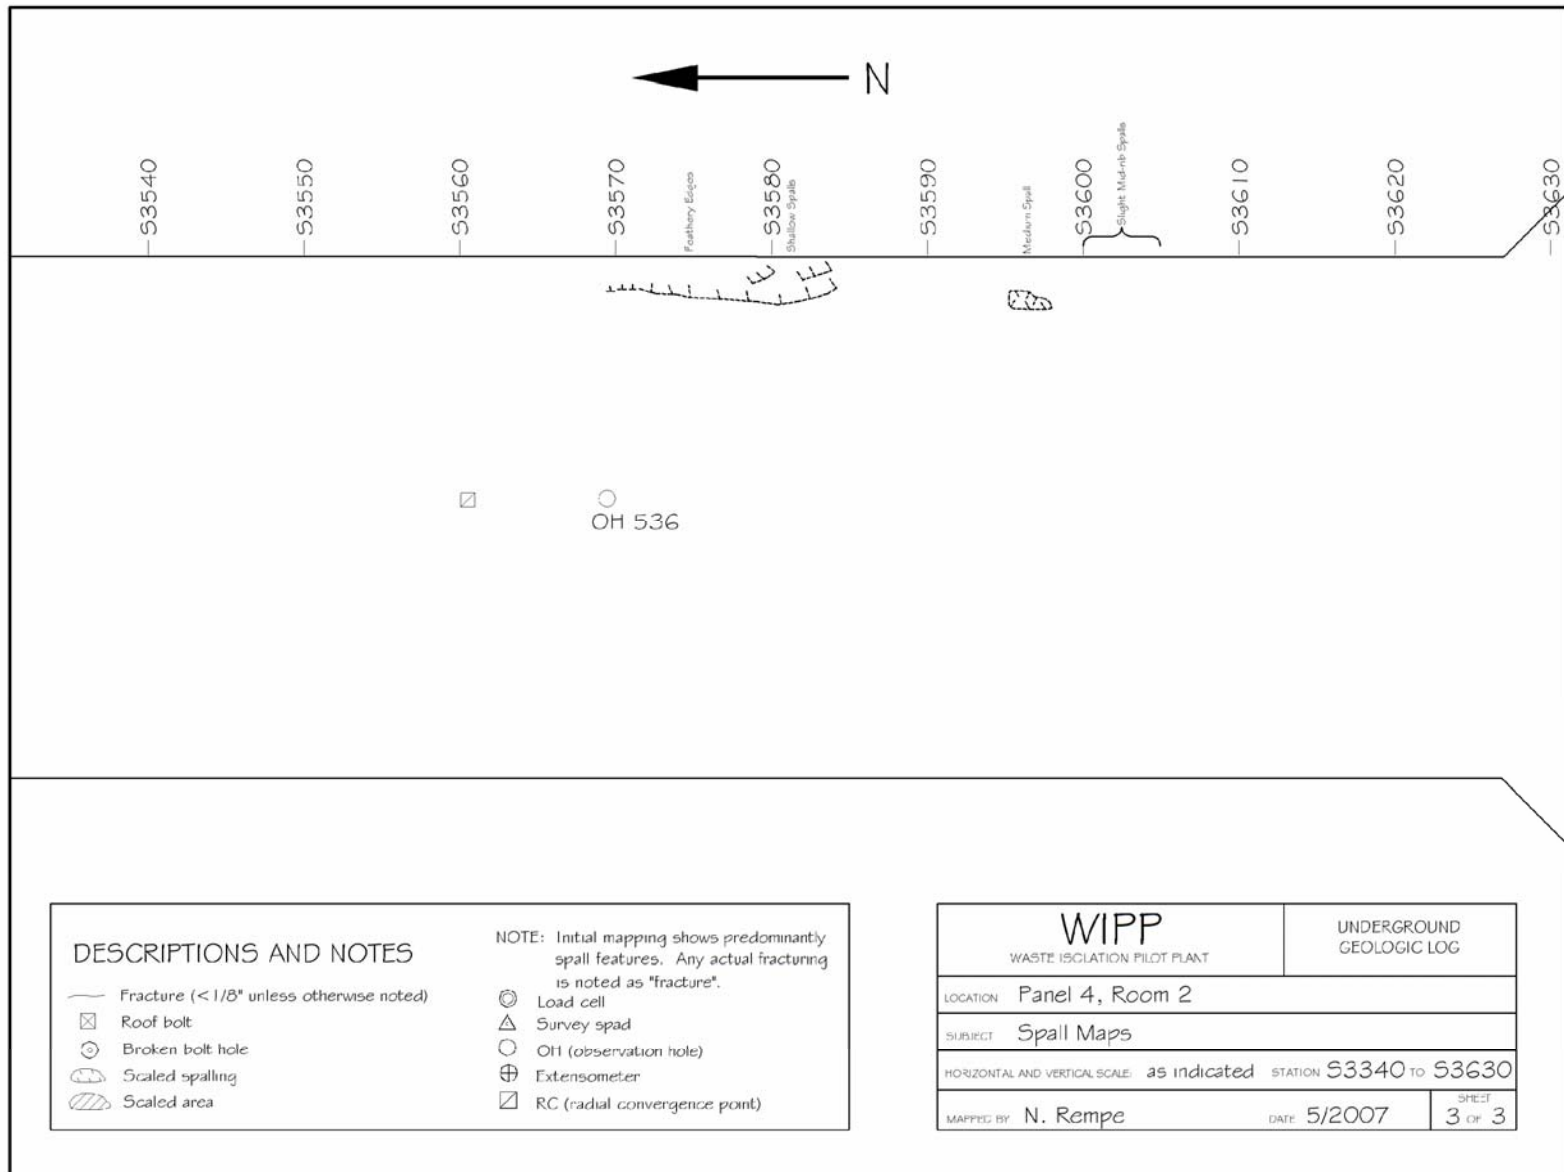 N
S3540
S3550
S3560
S3570
Feathery Edges
S3580
Shallow Spalls
S3590
Medium Spall
S3600
Slight Mid-rib Spalls
S3610
S3620
S3630
OH 536
DESCRIPTIONS AND NOTES
Fracture (<1/8" unless otherwise noted)
Roof bolt
Broken bolt hole
Scaled spalling
Scaled area
NOTE: Initial mapping shows predominantly
spall features. Any actual fracturing
is noted as "fracture".
Load cell
Survey spad
OH (observation hole)
Extensometer
RC (radial convergence point)
WIPP
WASTE ISOLATION PILOT PLANT
UNDERGROUND
GEOLOGIC LOG
LOCATION Panel 4, Room 2
SUBJECT Spall Maps
HORIZONTAL AND VERTICAL SCALE: as indicated STATION S3340 TO S3630
MAPPED BY N. Rempe DATE 5/2007
SHEET
3 OF 3